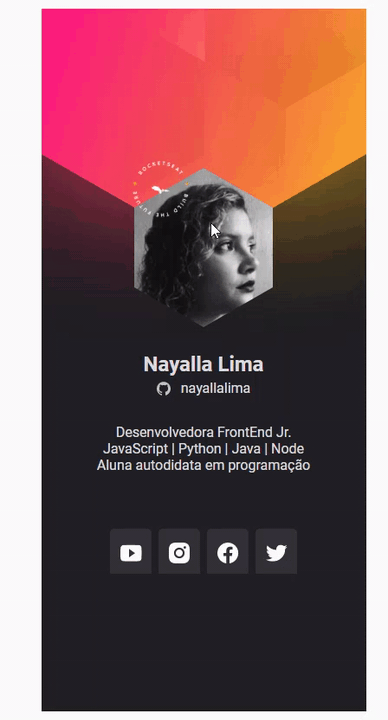 ROCKETSEAT
BUILD THE FUTURE
Nayalla Lima
nayallalima
Desenvolvedora FrontEnd Jr.
JavaScript | Python | Java | Node
Aluna autodidata em programação